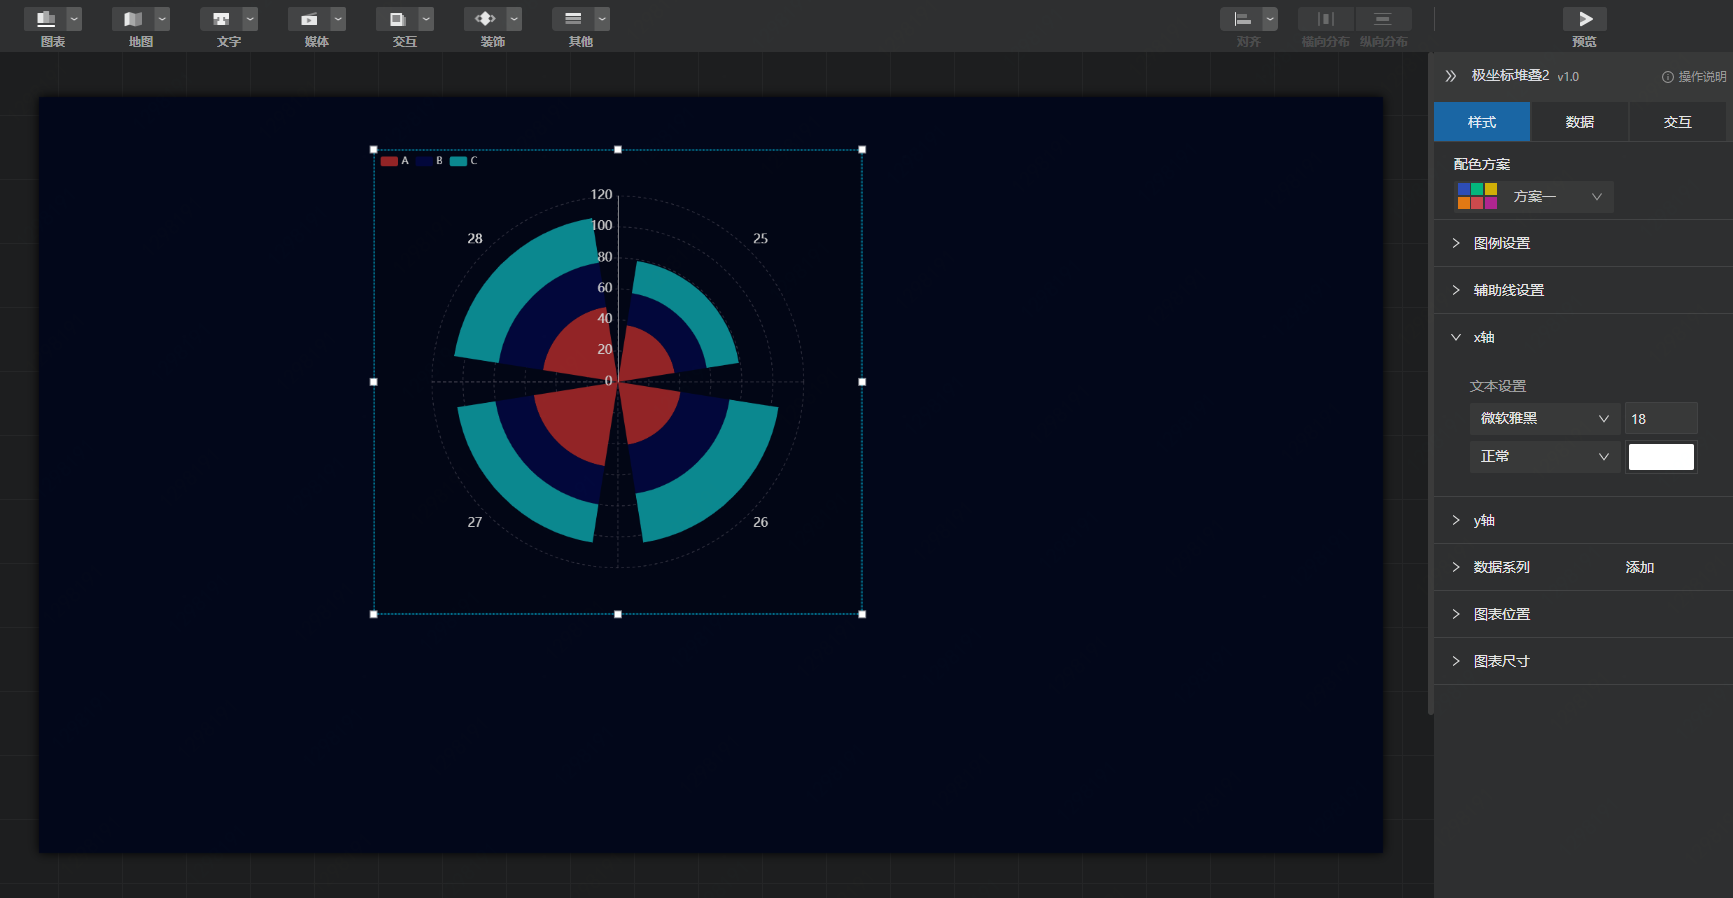 图表
地图
文字
媒体
交互
装饰
其他
对齐
横向分布
纵向分布
预览
极坐标堆叠2 v1.0
操作说明
样式
数据
交互
配色方案
方案一
图例设置
辅助线设置
x轴
文本设置
微软雅黑
18
正常
y轴
数据系列
添加
图表位置
图表尺寸
A
B
C
120
100
80
60
40
20
0
28
25
27
26